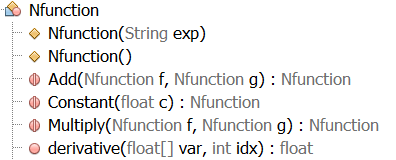 Nfunction
Nfunction(String exp)
Nfunction()
Add(Nfunction f, Nfunction g) : Nfunction
Constant(float c) : Nfunction
Multiply(Nfunction f, Nfunction g) : Nfunction
derivative(float[] var, int idx) : float